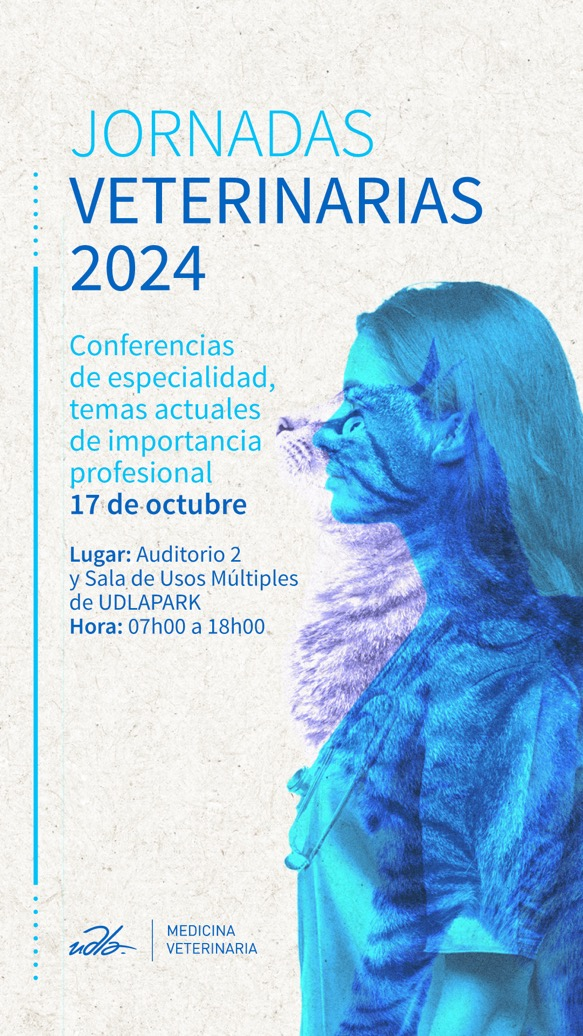 JORNADAS
VETERINARIAS
2024
Conferencias
de especialidad,
temas actuales
de importancia
profesional
17 de octubre
Lugar: Auditorio 2
y Sala de Usos Múltiples
de UDLAPARK
Hora: 07h00 a 18h00
udla
MEDICINA
VETERINARIA